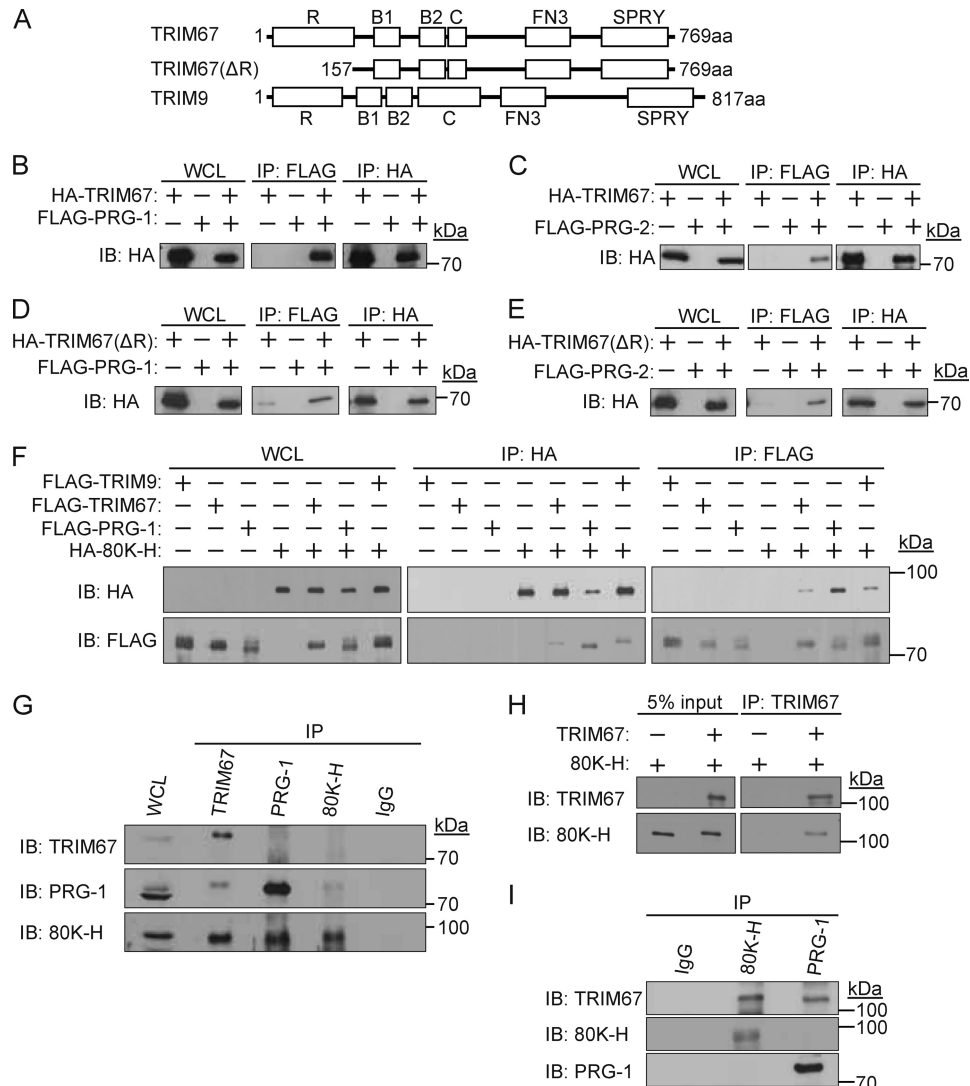 A
R B1 B2 C FN3 SPRY
TRIM67 1 769aa
TRIM67(ΔR) 157 769aa
TRIM9 1 817aa
R B1 B2 C FN3 SPRY
B
WCL IP: FLAG IP: HA
HA-TRIM67: + − + + − + + − +
FLAG-PRG-1: − + + − + + − + +
kDa
IB: HA
70
C
WCL IP: FLAG IP: HA
HA-TRIM67: + − + + − + + − +
FLAG-PRG-2: − + + − + + − + +
kDa
IB: HA
70
D
WCL IP: FLAG IP: HA
HA-TRIM67(ΔR): + − + + − + + − +
FLAG-PRG-1: − + + − + + − + +
kDa
IB: HA
70
E
WCL IP: FLAG IP: HA
HA-TRIM67(ΔR): + − + + − + + − +
FLAG-PRG-2: − + + − + + − + +
kDa
IB: HA
70
F
WCL IP: HA IP: FLAG
FLAG-TRIM9: + − − − − − + + − − − − − + + − − − − − +
FLAG-TRIM67: − + − − + − − − + − − + − − − + − − + − −
FLAG-PRG-1: − − + − − + − − − + − − + − − − + − − + −
HA-80K-H: − − − + + + + − − − + + + + − − − + + + +
kDa
IB: HA
100
IB: FLAG
70
G
IP
WCL TRIM67 PRG-1 80K-H IgG
kDa
IB: TRIM67
70
IB: PRG-1
70
IB: 80K-H
100
H
5% input IP: TRIM67
TRIM67: − + − +
80K-H: + + + +
kDa
IB: TRIM67
100
IB: 80K-H
100
I
IP
IgG 80K-H PRG-1
kDa
IB: TRIM67
100
IB: 80K-H
100
IB: PRG-1
70